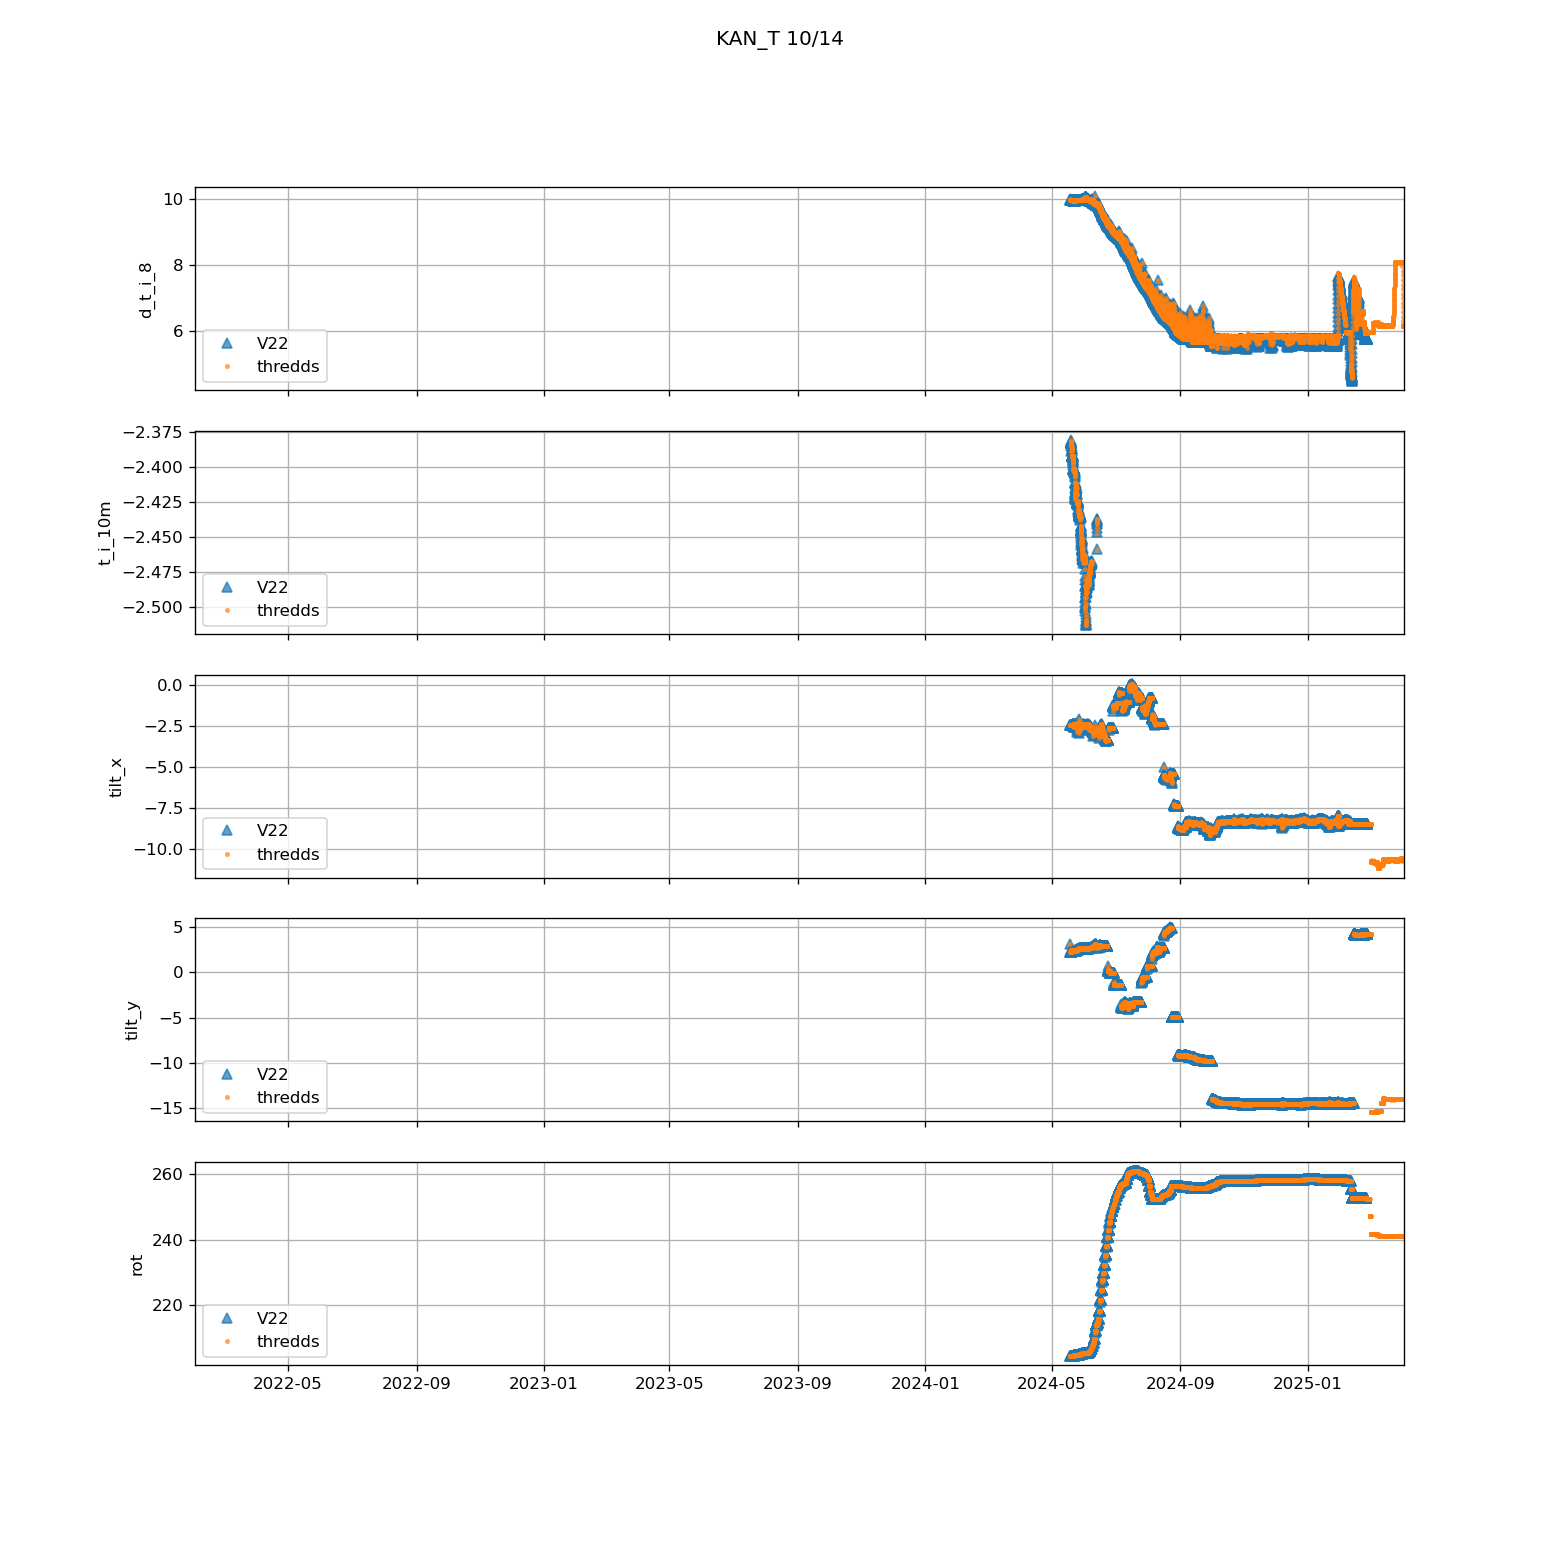 KAN_T 10/14
10
8
6
d_t_i_8
V22
thredds
−2.375
−2.400
−2.425
−2.450
−2.475
−2.500
t_i_10m
V22
thredds
0.0
−2.5
−5.0
−7.5
−10.0
tilt_x
V22
thredds
5
0
−5
−10
−15
tilt_y
V22
thredds
260
240
220
rot
V22
thredds
2022-05 2022-09 2023-01 2023-05 2023-09 2024-01 2024-05 2024-09 2025-01